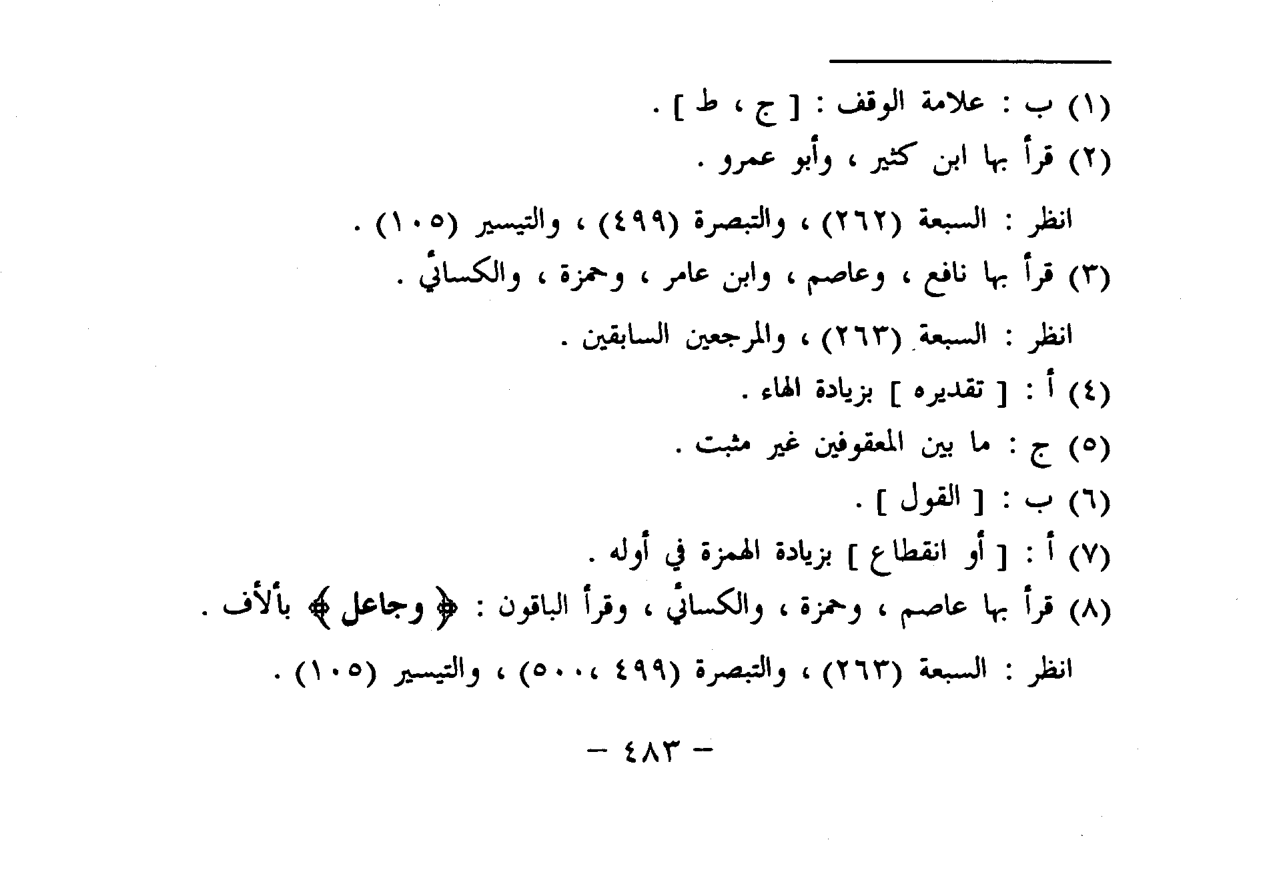 (١) ب : علامة الوقف : [ ج ، ط ] .
(٢) قرأ بها ابن كثير ، وأبو عمرو .
انظر : السبعة (٢٦٢) ، والتبصرة (٤٩٩) ، والتيسير (١٠٥) .
(٣) قرأ بها نافع ، وعاصم ، وابن عامر ، وحمزة ، والكسائي .
انظر : السبعة (٢٦٣) ، والمرجعين السابقين .
(٤) أ : [ تقديره ] بزيادة الهاء .
(٥) ج : ما بين المعقوفين غير مثبت .
(٦) ب : [ القول ] .
(٧) أ : [ أو انقطاع ] بزيادة الهمزة في أوله .
(٨) قرأ بها عاصم ، وحمزة ، والكسائي ، وقرأ الباقون : ﴿ وجاعل ﴾ بألأف .
انظر : السبعة (٢٦٣) ، والتبصرة (٤٩٩ ،٥٠٠) ، والتيسير (١٠٥) .
– ٤٨٣ –